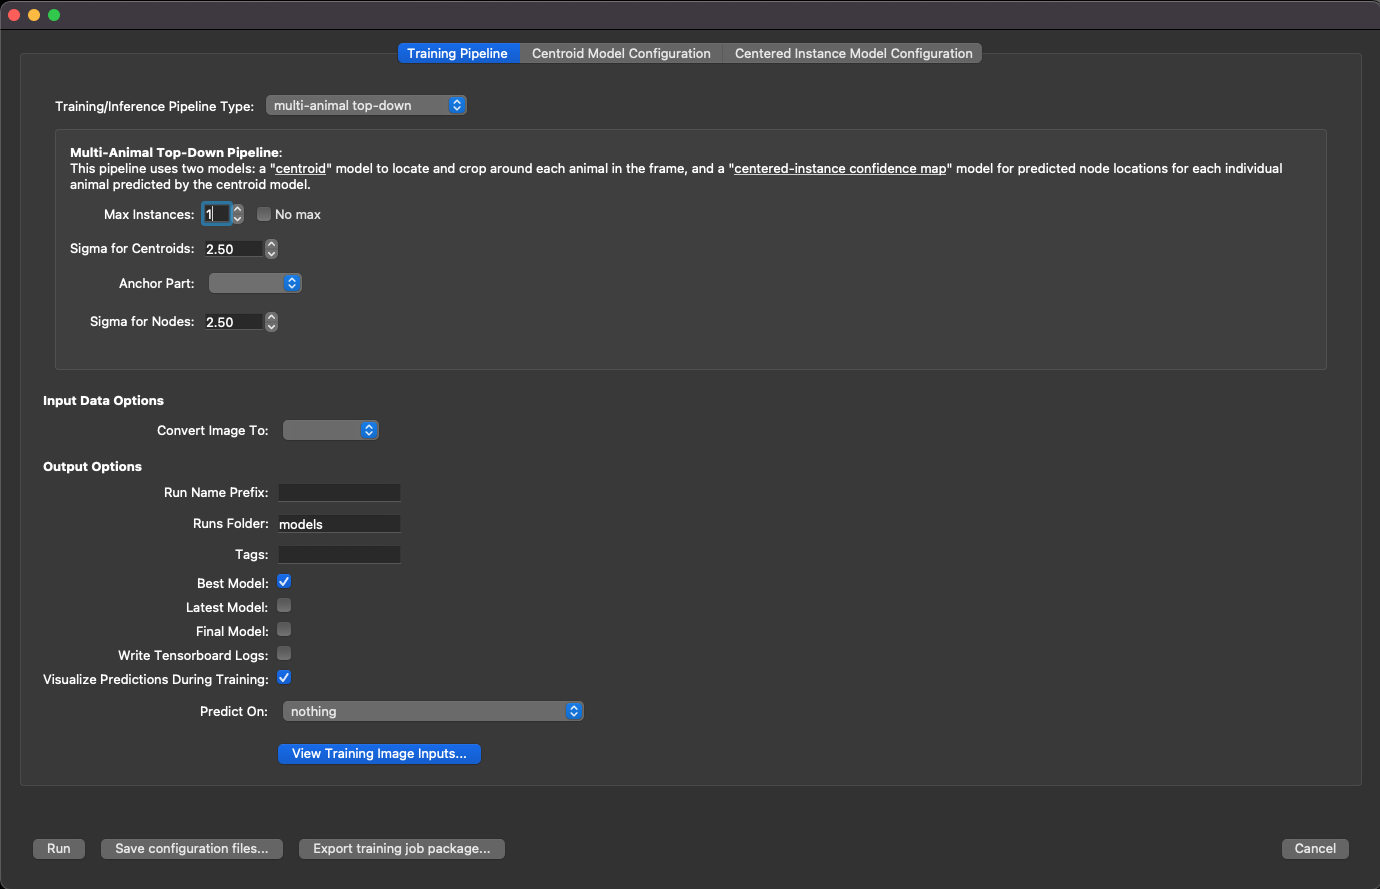 Training Pipeline Centroid Model Configuration Centered Instance Model Configuration
Training/Inference Pipeline Type: multi-animal top-down
Multi-Animal Top-Down Pipeline:
This pipeline uses two models: a "centroid" model to locate and crop around each animal in the frame, and a "centered-instance confidence map" model for predicted node locations for each individual
animal predicted by the centroid model.
Max Instances: 1 No max
Sigma for Centroids: 2.50
Anchor Part:
Sigma for Nodes: 2.50
Input Data Options
Convert Image To:
Output Options
Run Name Prefix:
Runs Folder: models
Tags:
Best Model:
Latest Model:
Final Model:
Write Tensorboard Logs:
Visualize Predictions During Training:
Predict On: nothing
View Training Image Inputs...
Run Save configuration files... Export training job package... Cancel